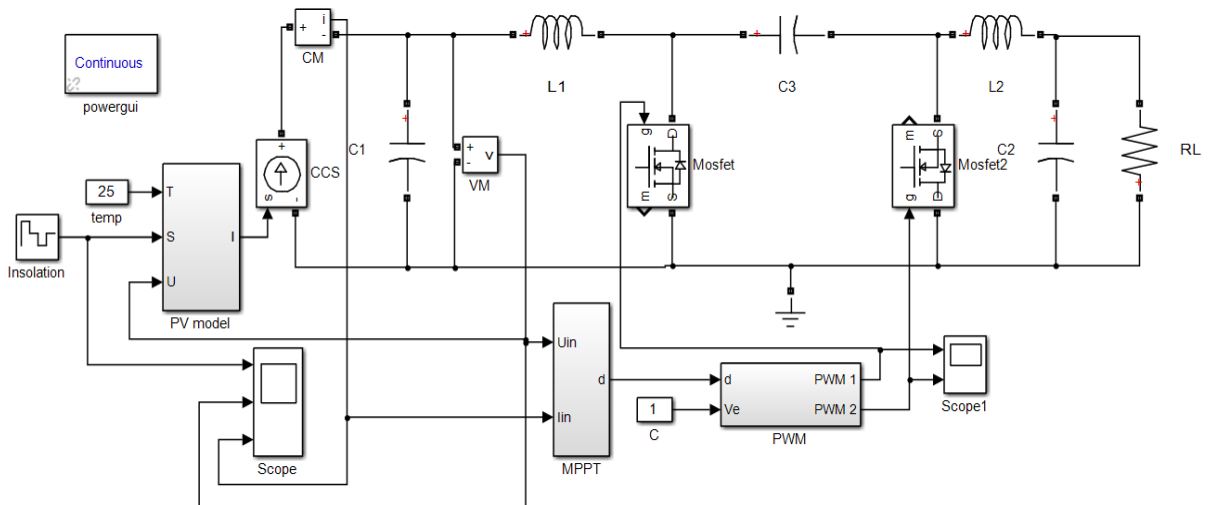 Continuous
powergui
i
+
-
CM
L1
C3
L2
C1
+
-
v
VM
g
D
m
S
Mosfet
m
S
g
D
Mosfet2
C2
RL
+
s
-
CCS
25
temp
T
S
U
I
PV model
Insolation
Scope
Uin
Iin
d
MPPT
1
C
d
Ve
PWM 1
PWM 2
PWM
Scope1